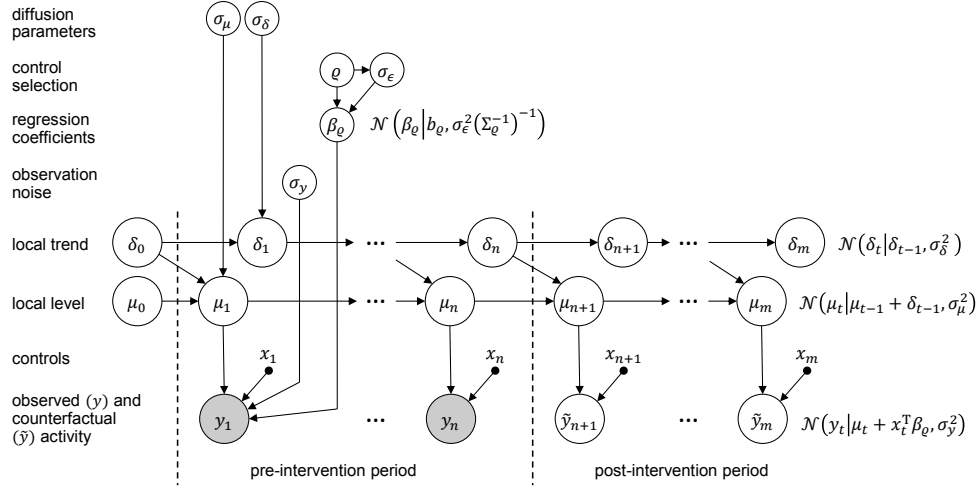 diffusion
parameters
σ_μ σ_δ
control
selection
ϱ σ_ϵ
regression
coefficients
β_ϱ 𝒩(β_ϱ|b_ϱ, σ_ϵ^2(Σ_ϱ^{-1})^{-1})
observation
noise
σ_y
local trend δ_0 δ_1 ··· δ_n δ_{n+1} ··· δ_m 𝒩(δ_t|δ_{t−1}, σ_δ^2)
local level μ_0 μ_1 ··· μ_n μ_{n+1} ··· μ_m 𝒩(μ_t|μ_{t−1} + δ_{t−1}, σ_μ^2)
controls x_1 x_n x_{n+1} x_m
observed (y) and
counterfactual
(ỹ) activity
y_1 ··· y_n ỹ_{n+1} ··· ỹ_m 𝒩(y_t|μ_t + x_t^T β_ϱ, σ_y^2)
pre-intervention period post-intervention period